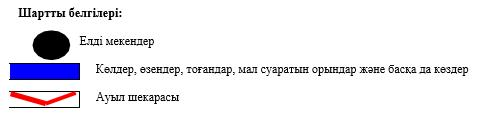 Шартты белгілері:
Елді мекендер
Көлдер, өзендер, тоғандар, мал суаратын орындар және басқа да көздер
Ауыл шекарасы